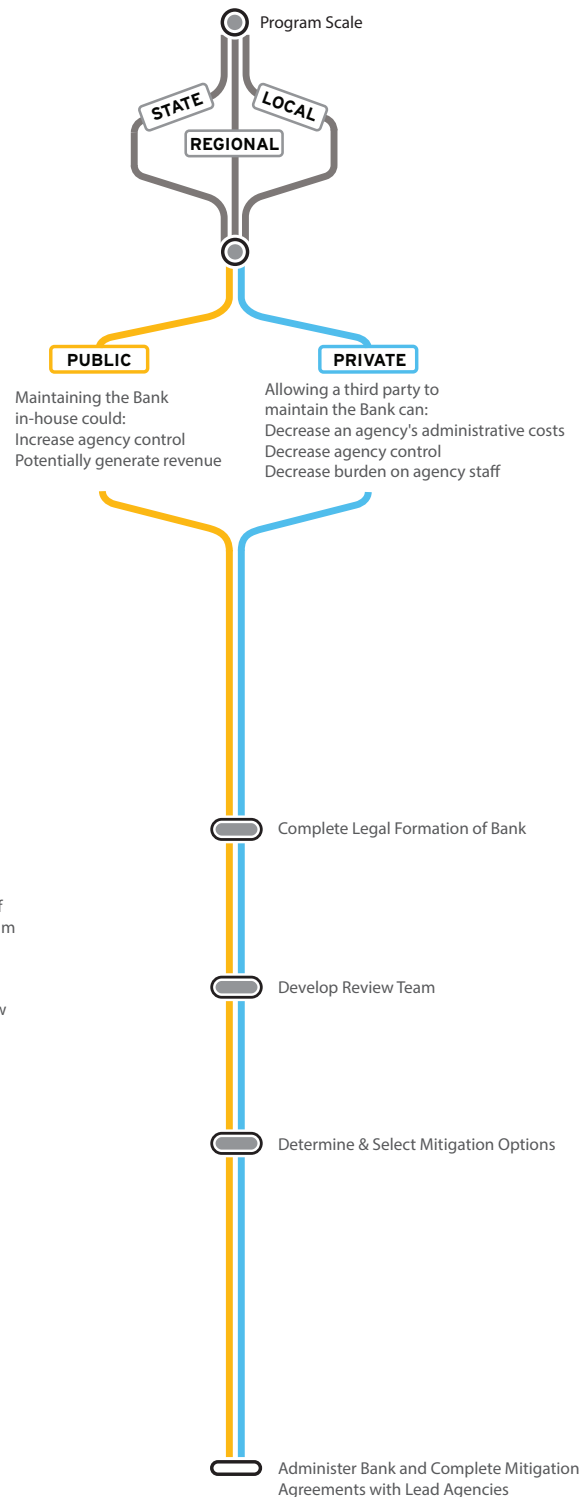 Program Scale
STATE
LOCAL
REGIONAL
PUBLIC
Maintaining the Bank
in-house could:
Increase agency control
Potentially generate revenue
PRIVATE
Allowing a third party to
maintain the Bank can:
Decrease an agency's administrative costs
Decrease agency control
Decrease burden on agency staff
Complete Legal Formation of Bank
Develop Review Team
Determine & Select Mitigation Options
Administer Bank and Complete Mitigation
Agreements with Lead Agencies